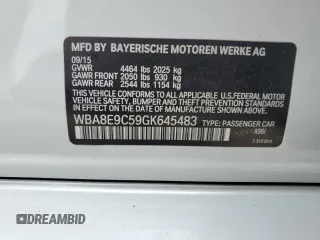 MFD. BY BAYERISCHE MOTOREN WERKE AG
09/15
GVWR 4464 lbs 2025 kg
GAWR FRONT 2050 lbs 930 kg
GAWR REAR 2544 lbs 1154 kg
THIS VEHICLE CONFORMS TO ALL APPLICABLE U.S. FEDERAL MOTOR
VEHICLE SAFETY, BUMPER, AND THEFT PREVENTION STANDARDS
IN EFFECT ON THE DATE OF MANUFACTURE SHOWN ABOVE.
WBA8E9C59GK645483 TYPE: PASSENGER CAR
A96/
© DREAMBID
IAAI